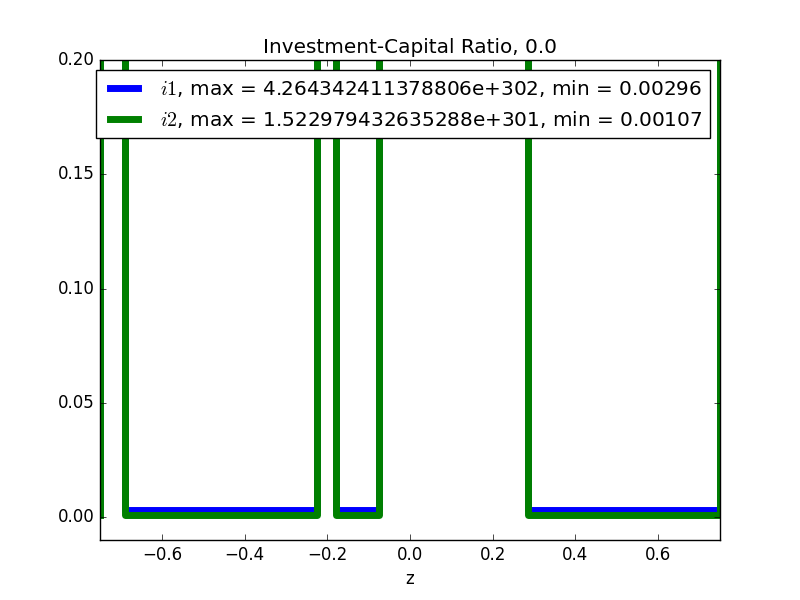 Investment-Capital Ratio, 0.0
i1, max = 4.264342411378806e+302, min = 0.00296
i2, max = 1.522979432635288e+301, min = 0.00107
0.20
0.15
0.10
0.05
0.00
−0.6 −0.4 −0.2 0.0 0.2 0.4 0.6
z